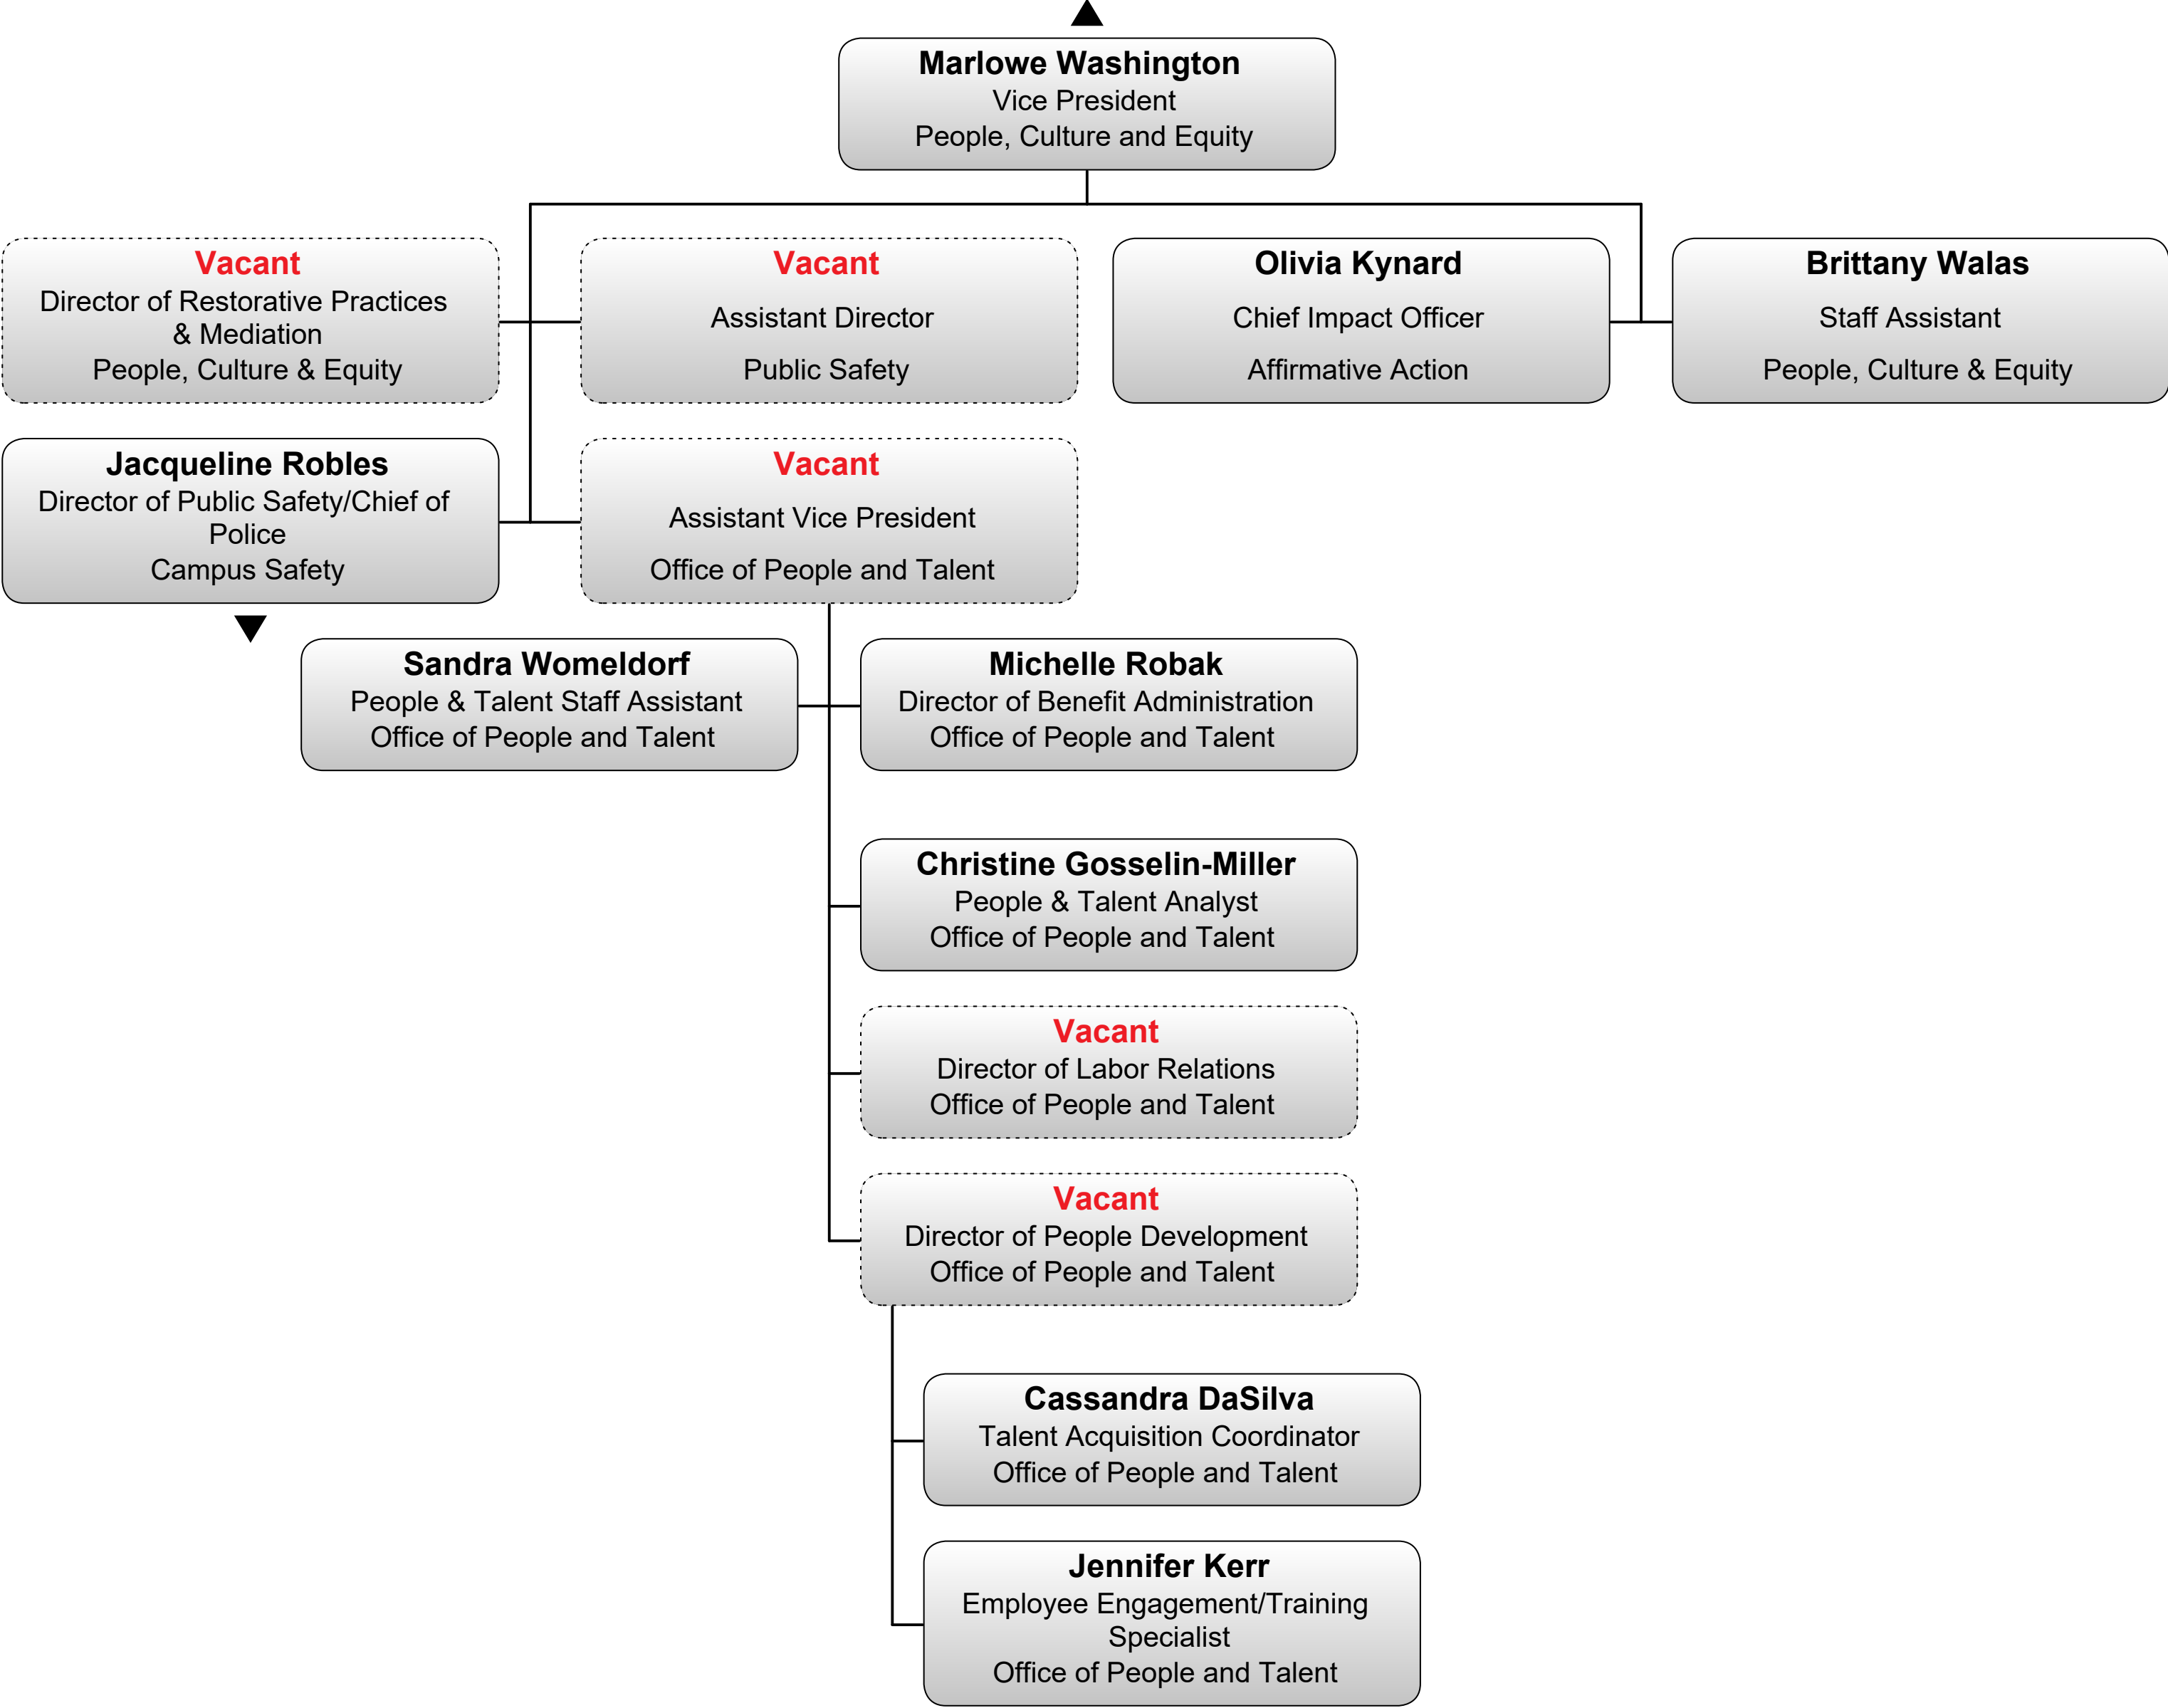 Marlowe Washington
Vice President
People, Culture and Equity
Vacant
Director of Restorative Practices
& Mediation
People, Culture & Equity
Vacant
Assistant Director
Public Safety
Olivia Kynard
Chief Impact Officer
Affirmative Action
Brittany Walas
Staff Assistant
People, Culture & Equity
Jacqueline Robles
Director of Public Safety/Chief of
Police
Campus Safety
Vacant
Assistant Vice President
Office of People and Talent
Sandra Womeldorf
People & Talent Staff Assistant
Office of People and Talent
Michelle Robak
Director of Benefit Administration
Office of People and Talent
Christine Gosselin-Miller
People & Talent Analyst
Office of People and Talent
Vacant
Director of Labor Relations
Office of People and Talent
Vacant
Director of People Development
Office of People and Talent
Cassandra DaSilva
Talent Acquisition Coordinator
Office of People and Talent
Jennifer Kerr
Employee Engagement/Training
Specialist
Office of People and Talent